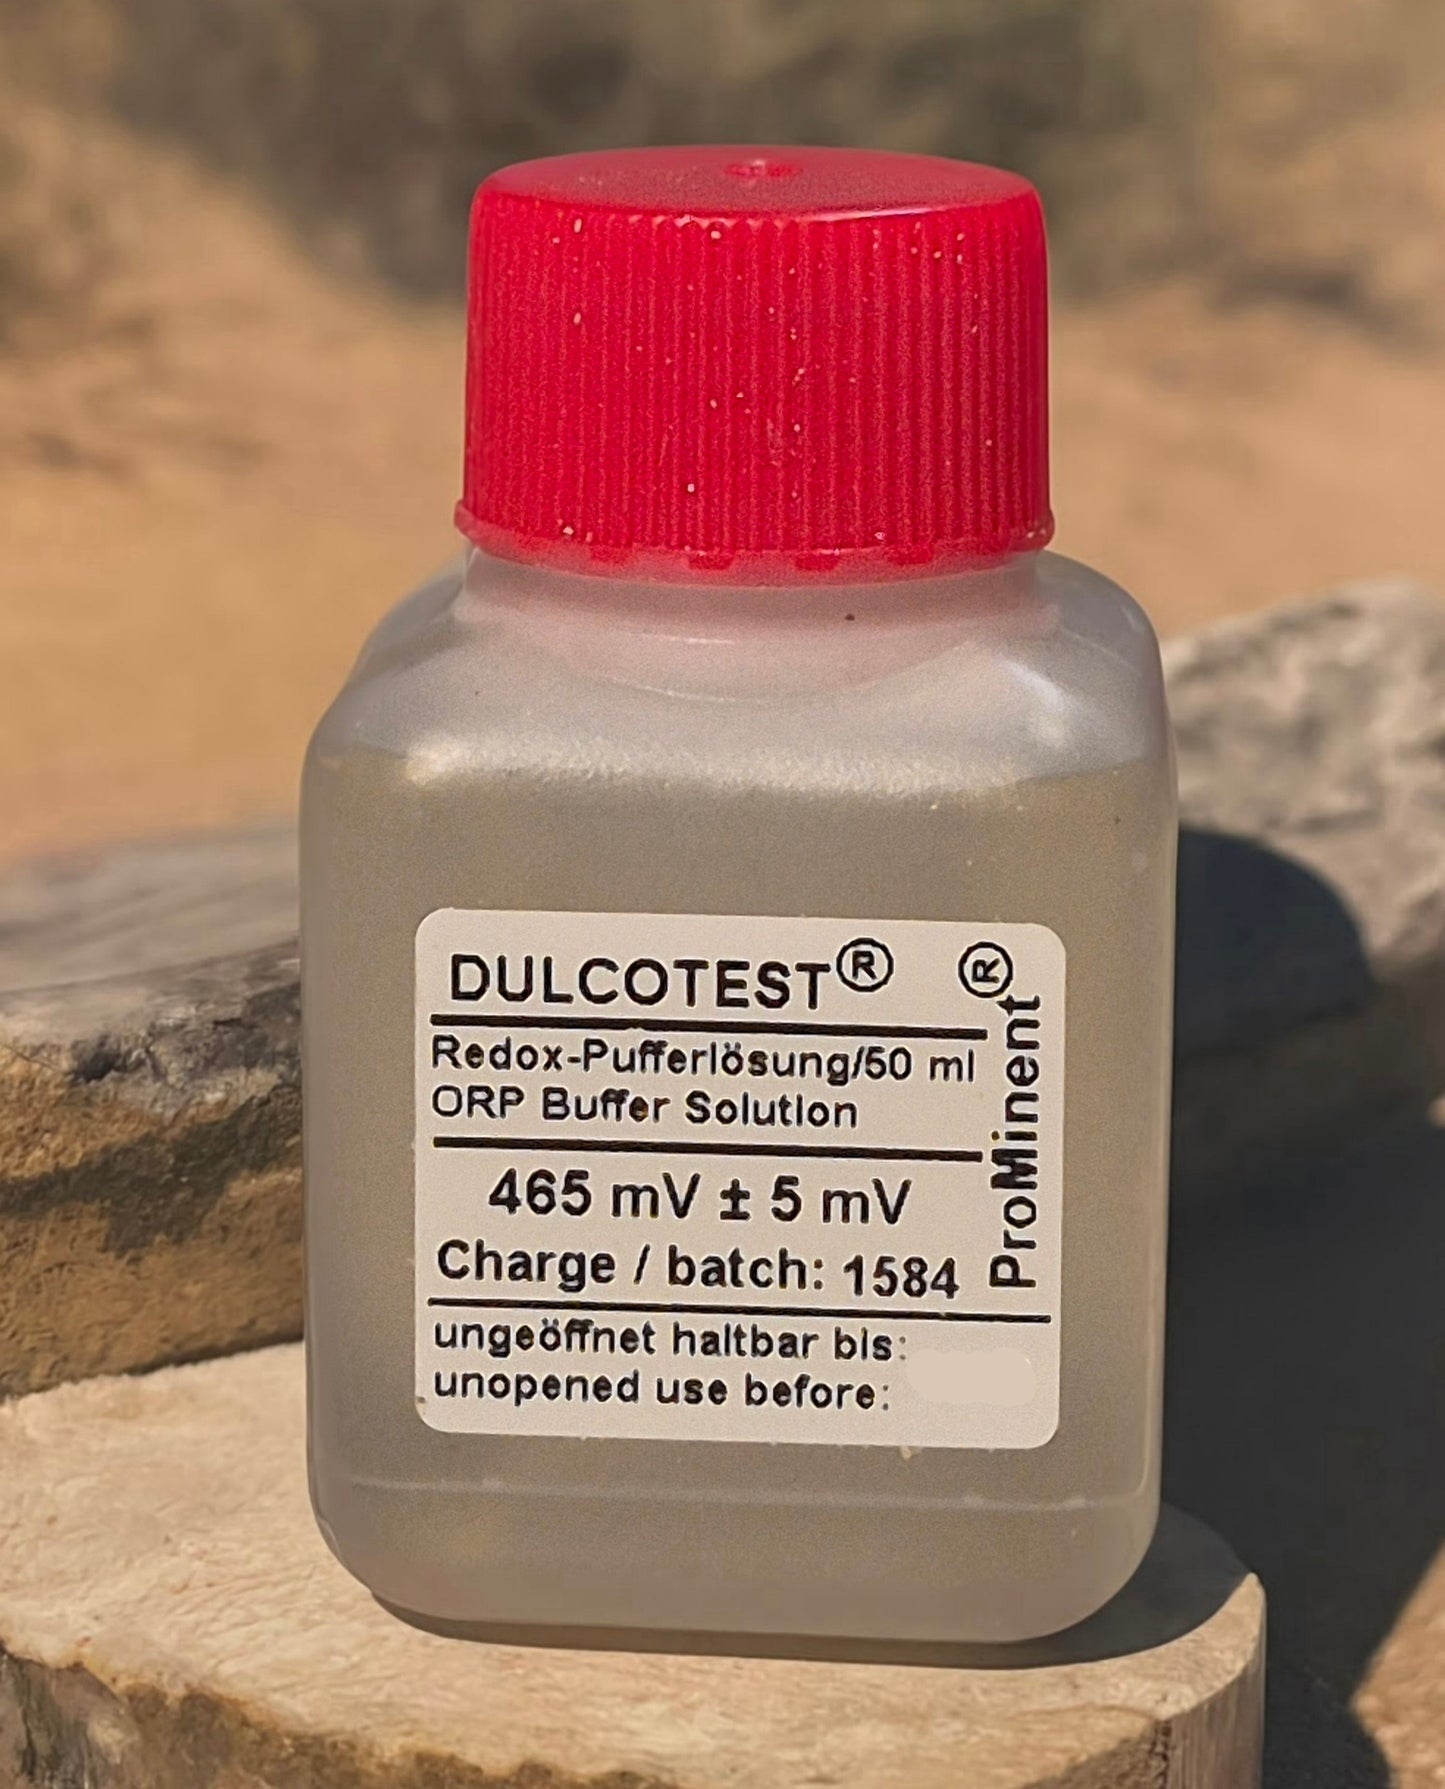 DULCOTEST®
Redox-Pufferlösung/50 ml
ORP Buffer Solution
465 mV ± 5 mV
Charge / batch: 1584
ungeöffnet haltbar bis:
unopened use before:
ProMinent®